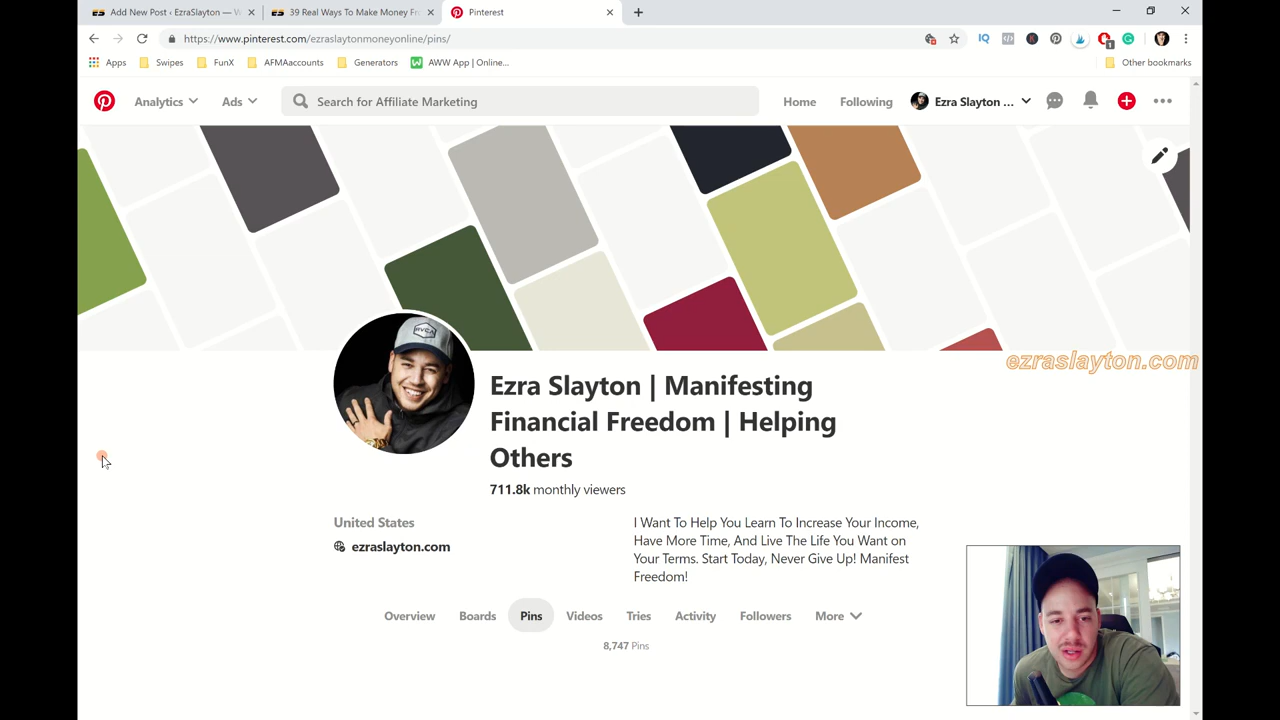 Add New Post ‹ EzraSlayton — W
39 Real Ways To Make Money Fr
Pinterest
https://www.pinterest.com/ezraslaytonmoneyonline/pins/
IQ
1
Apps
Swipes
FunX
AFMAaccounts
Generators
AWW App | Online...
Other bookmarks
Analytics
Ads
Search for Affiliate Marketing
Home
Following
Ezra Slayton ...
RVCA
ezraslayton.com
Ezra Slayton | Manifesting
Financial Freedom | Helping
Others
711.8k monthly viewers
United States
ezraslayton.com
I Want To Help You Learn To Increase Your Income,
Have More Time, And Live The Life You Want on
Your Terms. Start Today, Never Give Up! Manifest
Freedom!
Overview
Boards
Pins
Videos
Tries
Activity
Followers
More
8,747 Pins